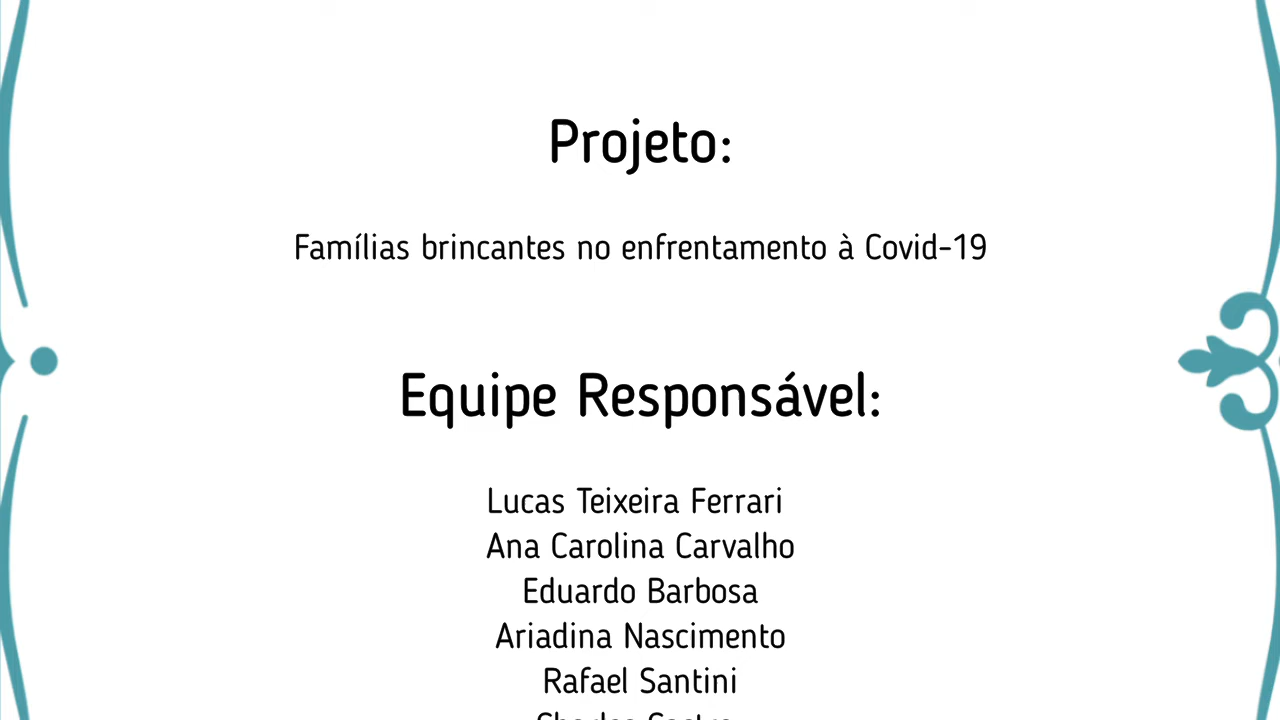 Projeto:
Famílias brincantes no enfrentamento à Covid-19
Equipe Responsável:
Lucas Teixeira Ferrari
Ana Carolina Carvalho
Eduardo Barbosa
Ariadina Nascimento
Rafael Santini